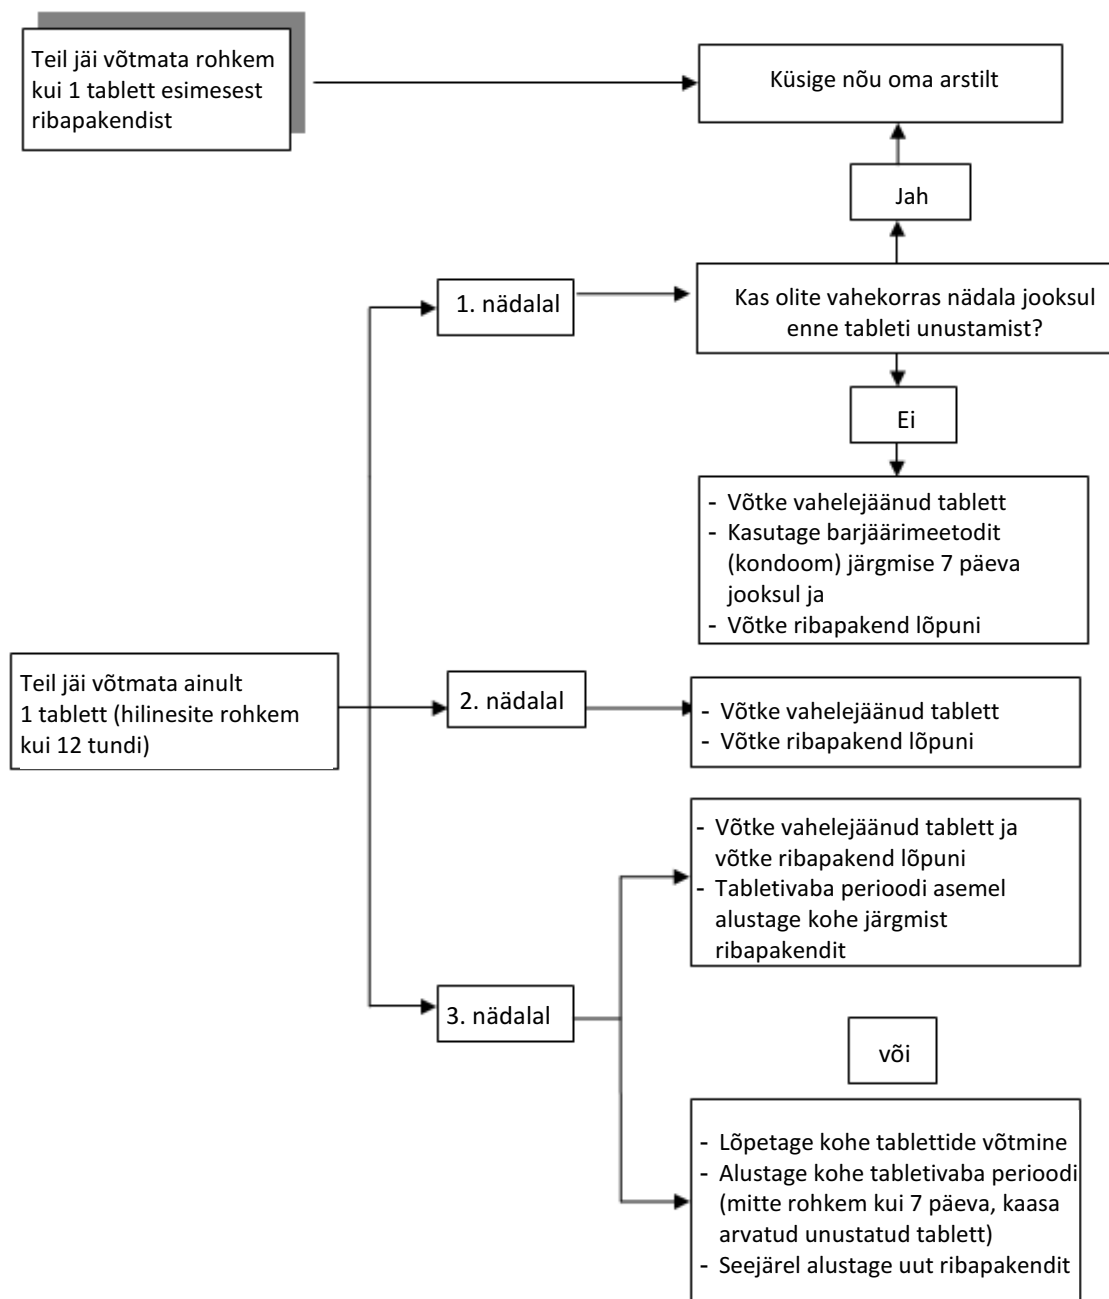 Teil jäi võtmata rohkem
kui 1 tablett esimesest
ribapakendist
Küsige nõu oma arstilt
Jah
1. nädalal
Kas olite vahekorras nädala jooksul
enne tableti unustamist?
Ei
- Võtke vahelejäänud tablett
- Kasutage barjäärimeetodit
(kondoom) järgmise 7 päeva
jooksul ja
- Võtke ribapakend lõpuni
Teil jäi võtmata ainult
1 tablett (hilinesite rohkem
kui 12 tundi)
2. nädalal
- Võtke vahelejäänud tablett
- Võtke ribapakend lõpuni
- Võtke vahelejäänud tablett ja
võtke ribapakend lõpuni
- Tabletivaba perioodi asemel
alustage kohe järgmist
ribapakendit
3. nädalal
või
- Lõpetage kohe tablettide võtmine
- Alustage kohe tabletivaba perioodi
(mitte rohkem kui 7 päeva, kaasa
arvatud unustatud tablett)
- Seejärel alustage uut ribapakendit